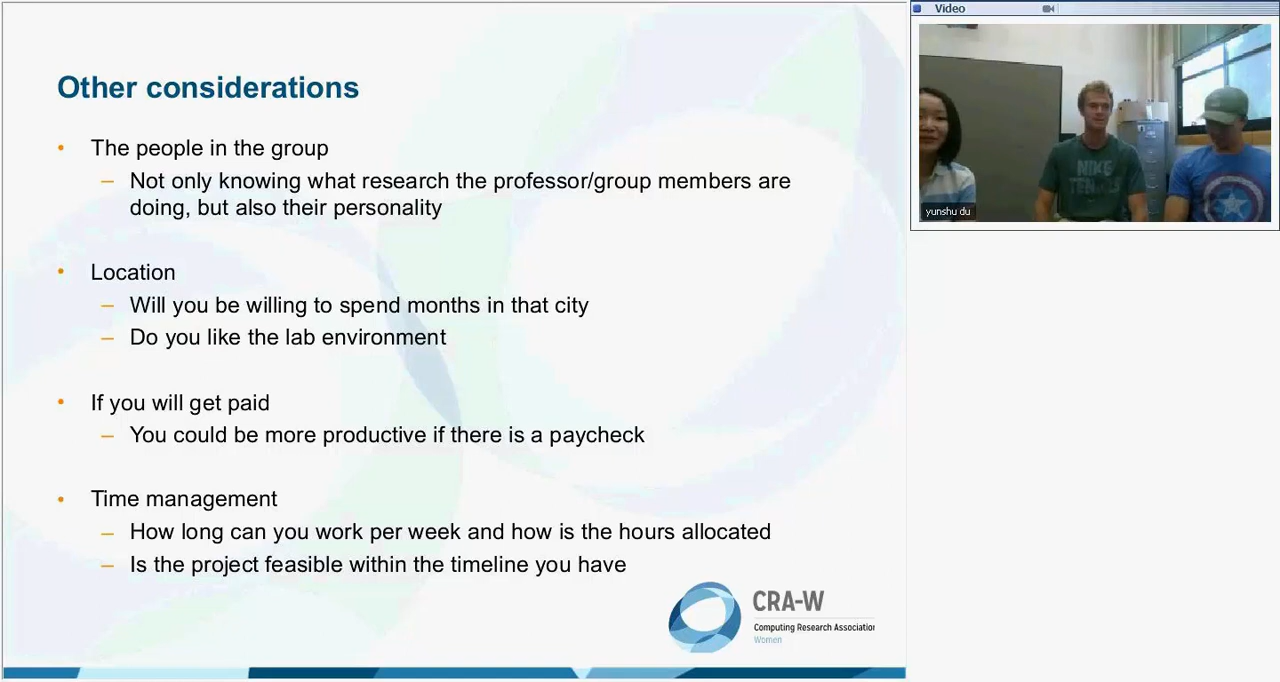 Other considerations
• The people in the group
– Not only knowing what research the professor/group members are
doing, but also their personality
• Location
– Will you be willing to spend months in that city
– Do you like the lab environment
• If you will get paid
– You could be more productive if there is a paycheck
• Time management
– How long can you work per week and how is the hours allocated
– Is the project feasible within the timeline you have
CRA-W
Computing Research Association
Women
Video
NIKE
TENNIS
yunshu du